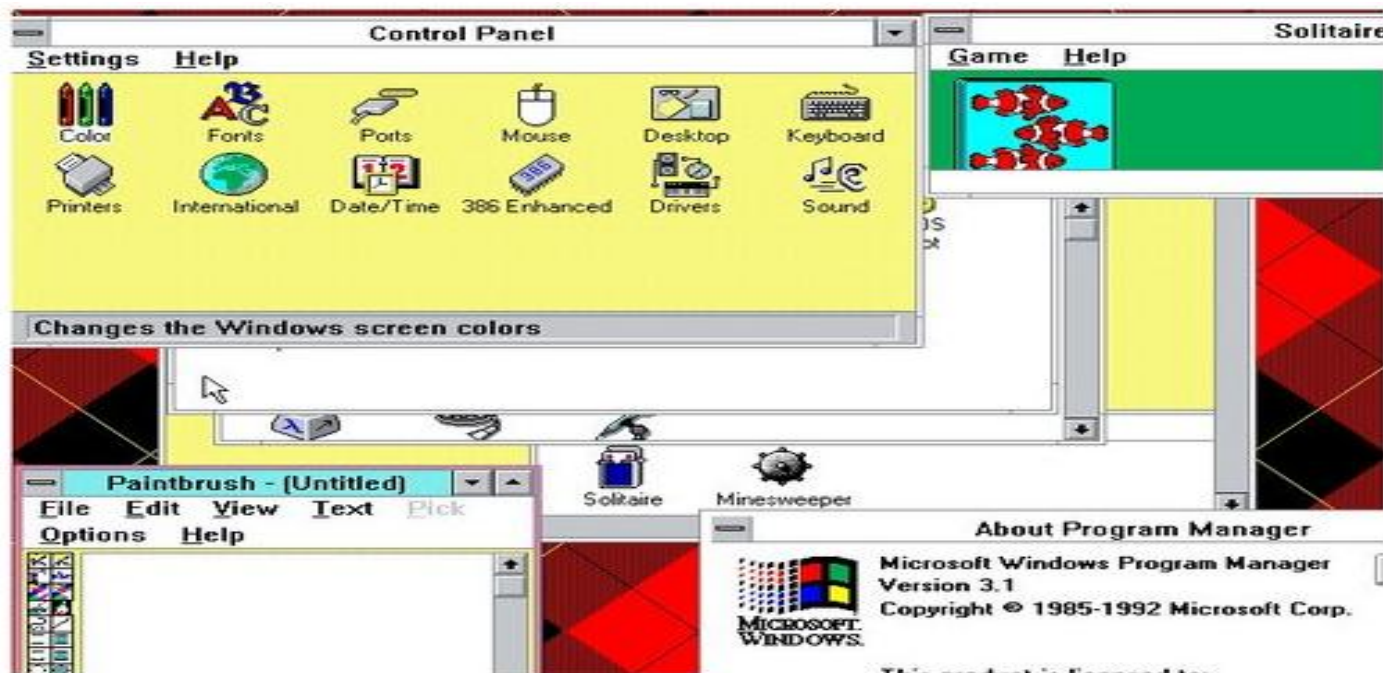 Control Panel
Settings Help
Color Fonts Ports Mouse Desktop Keyboard
Printers International Date/Time 386 Enhanced Drivers Sound
Changes the Windows screen colors
Solitaire
Game Help
Solitaire Minesweeper
Paintbrush - (Untitled)
File Edit View Text Pick
Options Help
About Program Manager
Microsoft Windows Program Manager
Version 3.1
Copyright © 1985-1992 Microsoft Corp.
MICROSOFT.
WINDOWS.